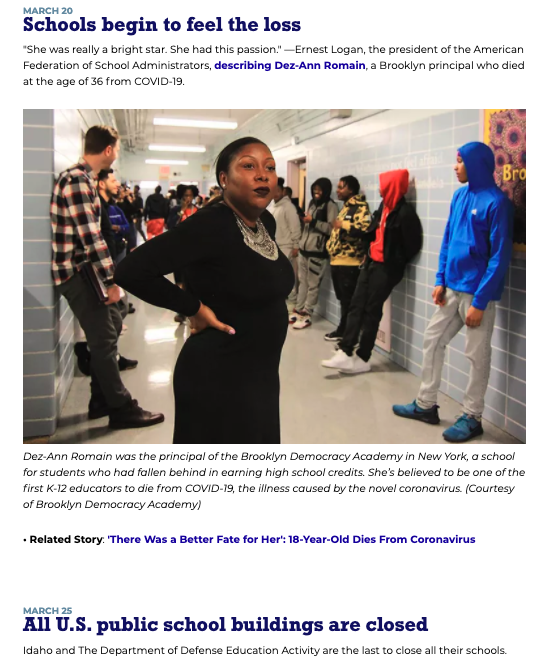 MARCH 20
Schools begin to feel the loss
"She was really a bright star. She had this passion." —Ernest Logan, the president of the American
Federation of School Administrators, describing Dez-Ann Romain, a Brooklyn principal who died
at the age of 36 from COVID-19.
Bro
Dez-Ann Romain was the principal of the Brooklyn Democracy Academy in New York, a school
for students who had fallen behind in earning high school credits. She’s believed to be one of the
first K-12 educators to die from COVID-19, the illness caused by the novel coronavirus. (Courtesy
of Brooklyn Democracy Academy)
• Related Story: 'There Was a Better Fate for Her': 18-Year-Old Dies From Coronavirus
MARCH 25
All U.S. public school buildings are closed
Idaho and The Department of Defense Education Activity are the last to close all their schools.